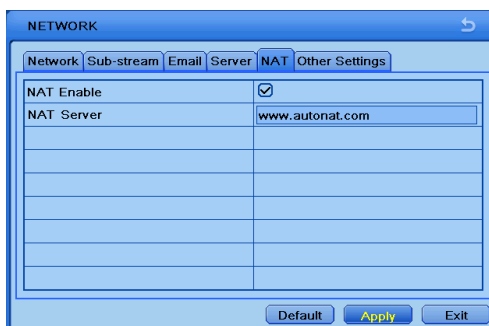 NETWORK
Network Sub-stream Email Server NAT Other Settings
NAT Enable
NAT Server www.autonat.com
Default Apply Exit